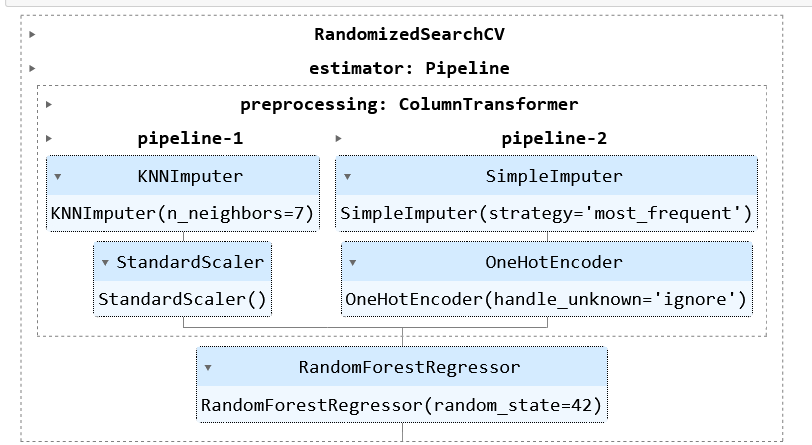 RandomizedSearchCV
estimator: Pipeline
preprocessing: ColumnTransformer
pipeline-1
pipeline-2
KNNImputer
KNNImputer(n_neighbors=7)
StandardScaler
StandardScaler()
SimpleImputer
SimpleImputer(strategy='most_frequent')
OneHotEncoder
OneHotEncoder(handle_unknown='ignore')
RandomForestRegressor
RandomForestRegressor(random_state=42)